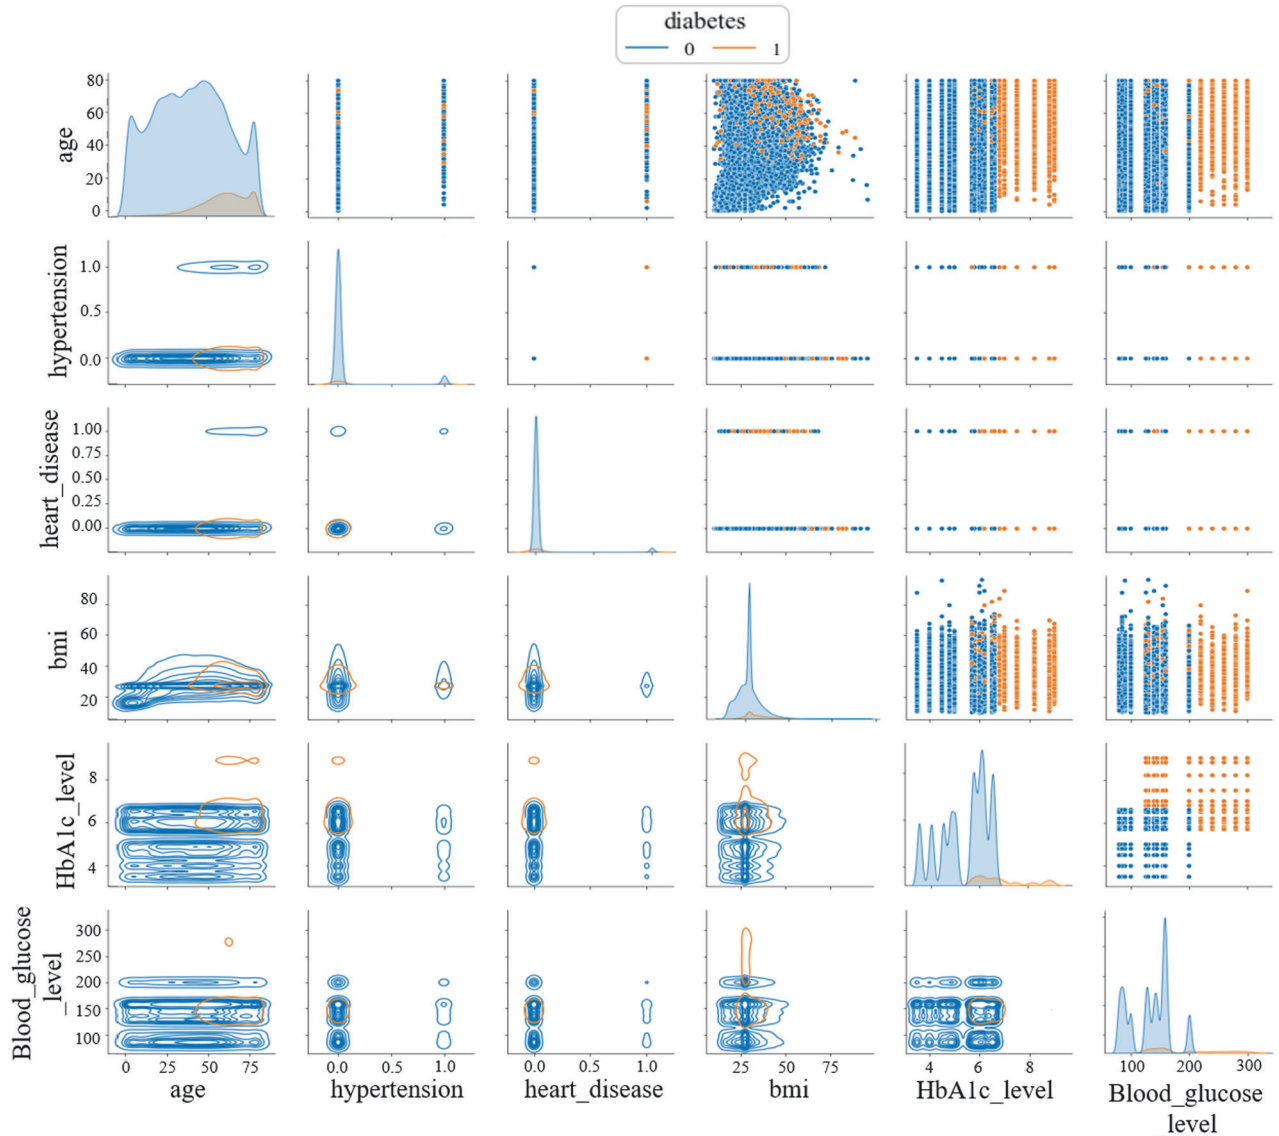 diabetes
0 1
age
80
60
40
20
0
hypertension
1.0
0.5
0.0
heart_disease
1.00
0.75
0.50
0.25
0.00
bmi
80
60
40
20
HbA1c_level
8
6
4
Blood_glucose
_level
300
250
200
150
100
0 25 50 75 0.0 0.5 1.0 0.0 0.5 1.0 25 50 75 4 6 8 100 200 300
age hypertension heart_disease bmi HbA1c_level Blood_glucose
level